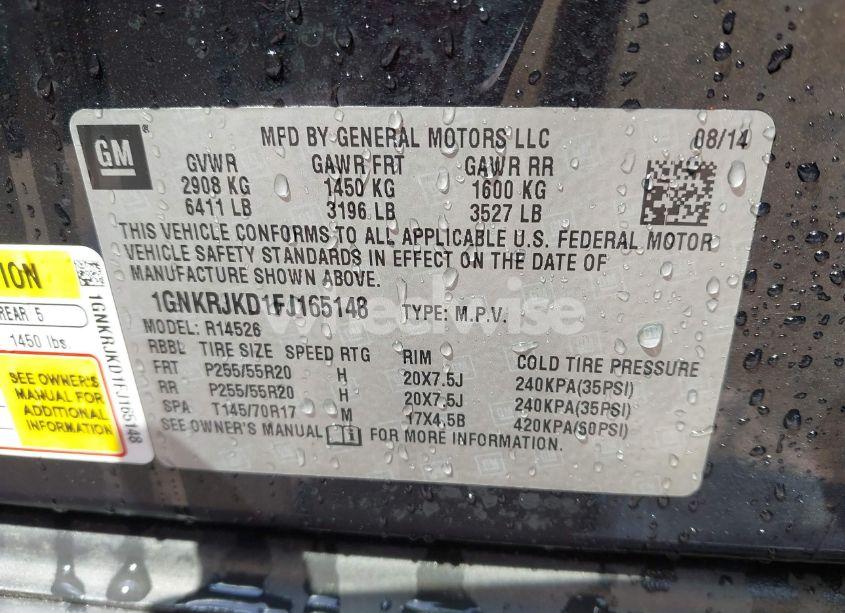 GM
MFD BY GENERAL MOTORS LLC 08/14
GVWR GAWR FRT GAWR RR
2908 KG 1450 KG 1600 KG
6411 LB 3196 LB 3527 LB
THIS VEHICLE CONFORMS TO ALL APPLICABLE U.S. FEDERAL MOTOR
VEHICLE SAFETY STANDARDS IN EFFECT ON THE DATE OF
MANUFACTURE SHOWN ABOVE.
1GNKRJKD1FJ165148 TYPE: M.P.V.
MODEL: R14526
RBBL TIRE SIZE SPEED RTG RIM COLD TIRE PRESSURE
FRT P255/55R20 H 20X7.5J 240KPA(35PSI)
RR P255/55R20 H 20X7.5J 240KPA(35PSI)
SPA T145/70R17 M 17X4.5B 420KPA(60PSI)
SEE OWNER'S MANUAL FOR MORE INFORMATION.
TION
REAR 5
1450 lbs.
SEE OWNER'S
MANUAL FOR
ADDITIONAL
INFORMATION
1GNKRJKD1FJ165148
wheelwise